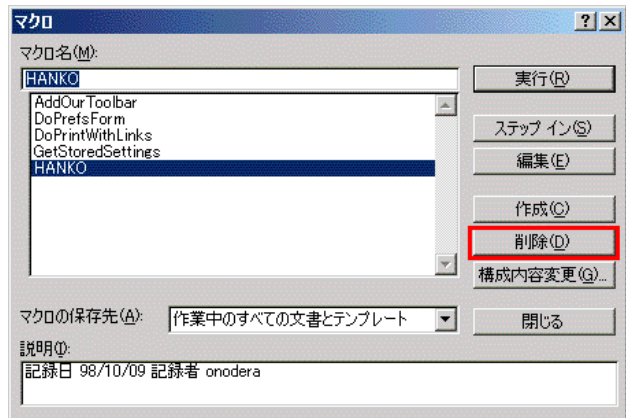 マクロ
マクロ名(M):
HANKO
実行(R)
AddOurToolbar
DoPrefsForm
DoPrintWithLinks
GetStoredSettings
HANKO
ステップ イン(S)
編集(E)
作成(C)
削除(D)
構成内容変更(G)...
マクロの保存先(A):
作業中のすべての文書とテンプレート
閉じる
説明(I):
記録日 98/10/09 記録者 onodera